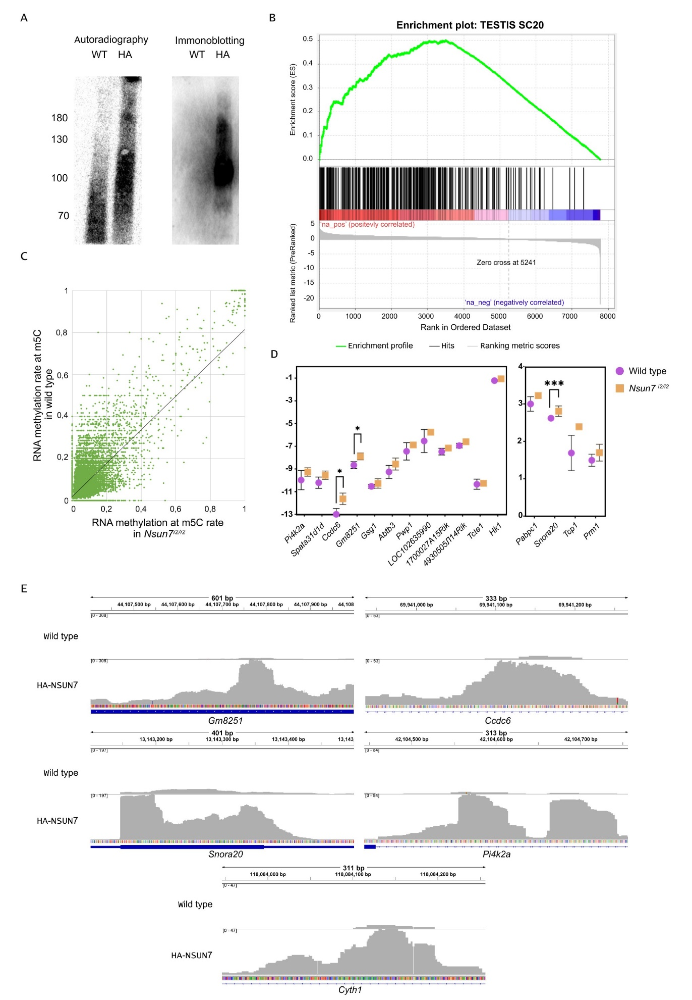 A
Autoradiography
WT HA
Immonoblotting
WT HA
180
130
100
70
B
Enrichment plot: TESTIS SC20
Enrichment score (ES)
0.5
0.4
0.3
0.2
0.1
0.0
'na_pos' (positevly correlated)
Ranked list metric (PreRanked)
5
0
-5
-10
-15
-20
Zero cross at 5241
'na_neg' (negatively correlated)
0 1000 2000 3000 4000 5000 6000 7000 8000
Rank in Ordered Dataset
Enrichment profile Hits Ranking metric scores
C
RNA methylation rate at m5C
in wild type
1
0,8
0,6
0,4
0,2
0
0 0,2 0,4 0,6 0,8 1
RNA methylation at m5C rate
in Nsun7 i2/i2
D
-1
-3
-5
-7
-9
-11
-13
*
*
Pi4k2a
Spata31d1d
Ccdc6
Gm8251
Gsg1
Abtb3
Pwp1
LOC102635990
1700027A15Rik
4930505J114Rik
Tcte1
Hk1
4
3
2
1
0
***
Pabpc1
Snora20
Tcp1
Prm1
Wild type
Nsun7 i2/i2
E
601 bp
44,107,500 bp 44,107,600 bp 44,107,700 bp 44,107,800 bp 44,107,900 bp 44,108
[0 - 308]
Wild type
[0 - 308]
HA-NSUN7
Gm8251
333 bp
69,941,000 bp 69,941,100 bp 69,941,200 bp
[0 - 53]
[0 - 53]
Ccdc6
401 bp
13,143,200 bp 13,143,300 bp 13,143,400 bp 13,143,
[0 - 197]
Wild type
[0 - 197]
HA-NSUN7
Snora20
313 bp
42,104,500 bp 42,104,600 bp 42,104,700 bp
[0 - 84]
[0 - 84]
Pi4k2a
311 bp
118,084,000 bp 118,084,100 bp 118,084,200 bp
[0 - 47]
Wild type
[0 - 47]
HA-NSUN7
Cyth1